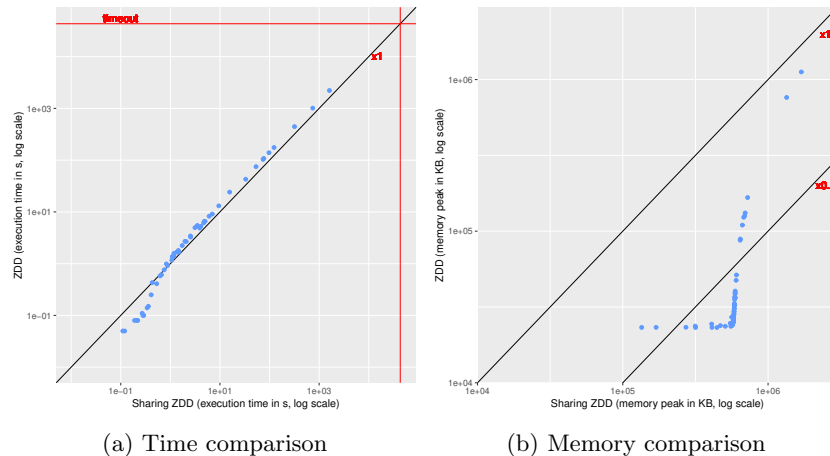 timeout
x1
1e+03
1e+01
1e−01
ZDD (execution time in s, log scale)
1e−01
1e+01
1e+03
Sharing ZDD (execution time in s, log scale)
(a) Time comparison
1e+06
1e+05
1e+04
ZDD (memory peak in KB, log scale)
1e+04
1e+05
1e+06
Sharing ZDD (memory peak in KB, log scale)
(b) Memory comparison